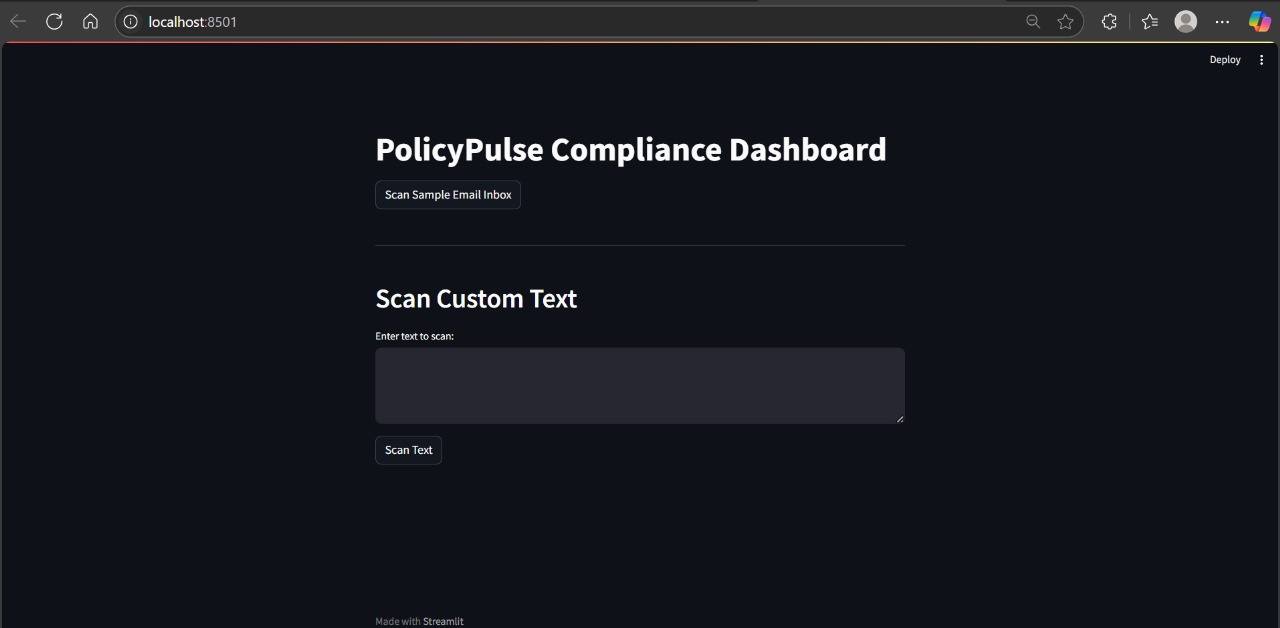 localhost:8501
Deploy
PolicyPulse Compliance Dashboard
Scan Sample Email Inbox
Scan Custom Text
Enter text to scan:
Scan Text
Made with Streamlit